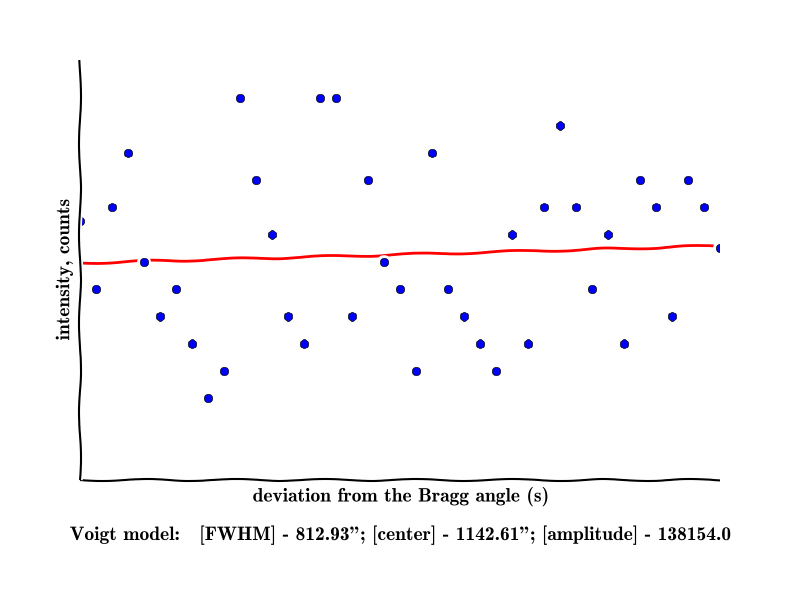 intensity, counts
deviation from the Bragg angle (s)
Voigt model: [FWHM] - 812.93”; [center] - 1142.61”; [amplitude] - 138154.0